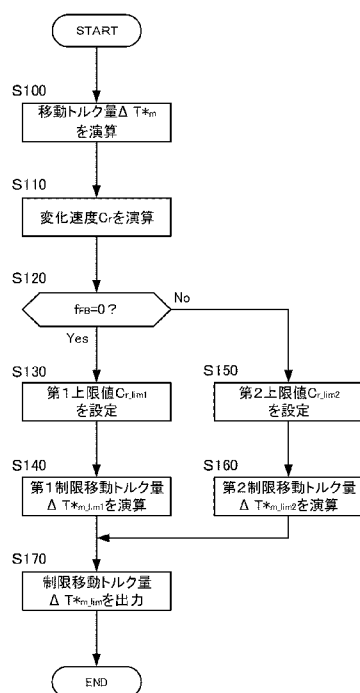 START
S100
移動トルク量Δ T*m
を演算
S110
変化速度Crを演算
S120
fFB=0？
No
Yes
S130
第1上限値Cr_lim1
を設定
S150
第2上限値Cr_lim2
を設定
S140
第1制限移動トルク量
Δ T*m_lim1を演算
S160
第2制限移動トルク量
Δ T*m_lim2を演算
S170
制限移動トルク量
Δ T*m_limを出力
END